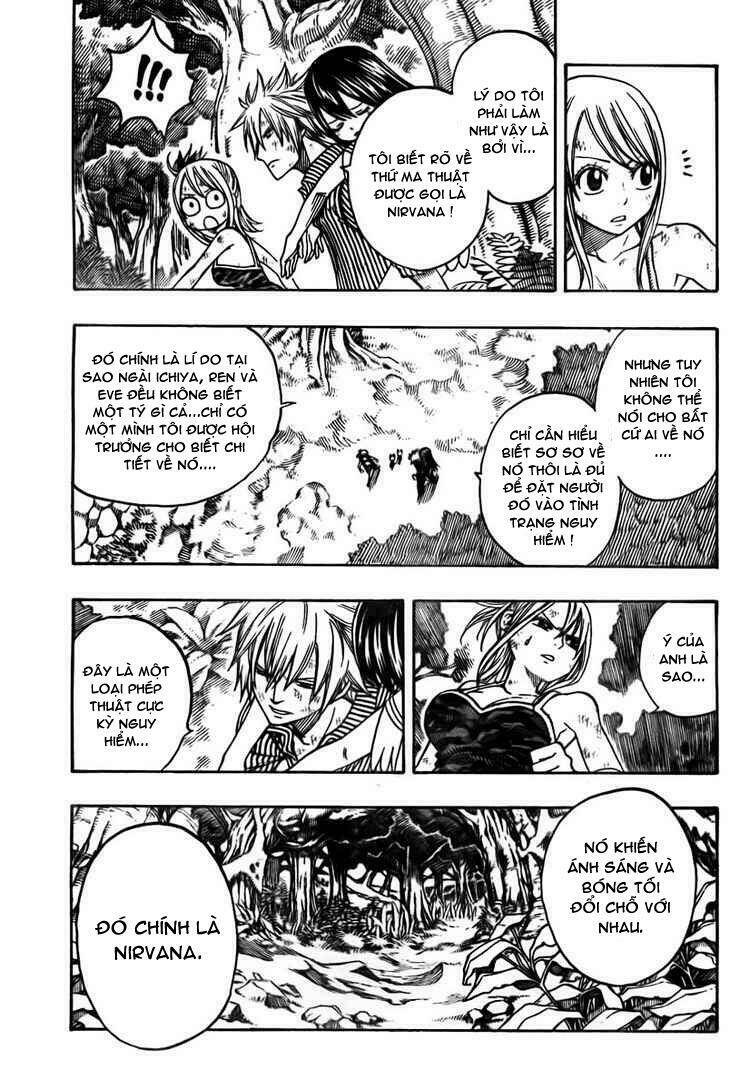 LÝ DO TÔI
PHẢI LÀM
NHƯ VẬY LÀ
BỞI VÌ...
TÔI BIẾT RÕ VỀ
THỨ MA THUẬT
ĐƯỢC GỌI LÀ
NIRVANA !
!!!
NHƯNG TUY
NHIÊN TÔI
KHÔNG THỂ
NÓI CHO BẤT
CỨ AI VỀ NÓ
....
CHỈ CẦN HIỂU
BIẾT SƠ SƠ VỀ
NÓ THÔI LÀ ĐỦ
ĐỂ ĐẶT NGƯỜI
ĐÓ VÀO TÌNH
TRẠNG NGUY
HIỂM !
ĐÓ CHÍNH LÀ LÍ DO TẠI
SAO NGÀI ICHIYA, REN VÀ
EVE ĐỀU KHÔNG BIẾT
MỘT TÝ GÌ CẢ...CHỈ CÓ
MỘT MÌNH TÔI ĐƯỢC HỘI
TRƯỞNG CHO BIẾT CHI
TIẾT VỀ NÓ....
Ý CỦA
ANH LÀ
SAO...
ĐÂY LÀ MỘT
LOẠI PHÉP
THUẬT CỰC
KỲ NGUY
HIỂM...
NÓ KHIẾN
ÁNH SÁNG VÀ
BÓNG TỐI
ĐỔI CHỖ VỚI
NHAU.
ĐÓ CHÍNH LÀ
NIRVANA.